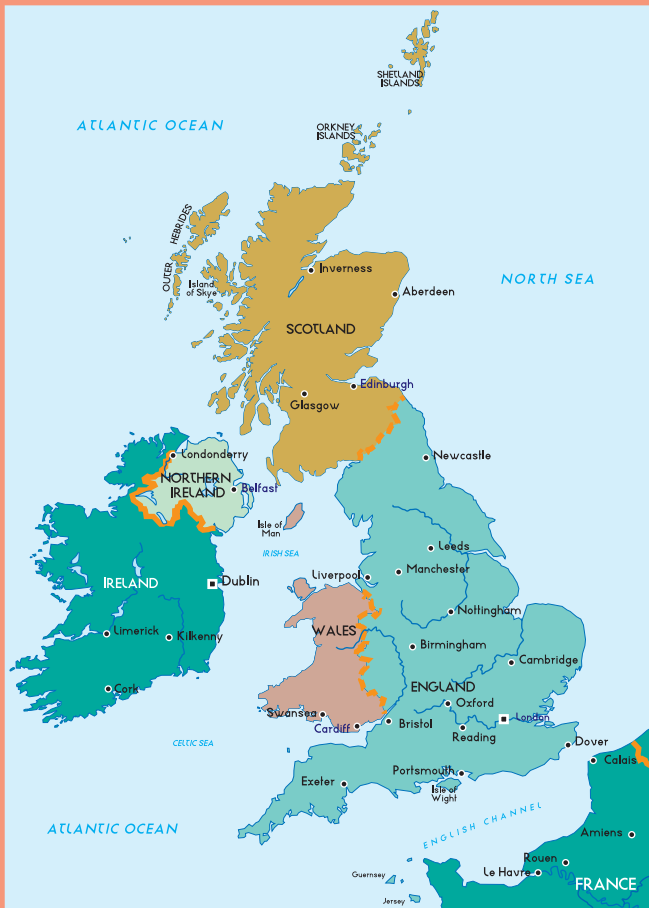 SHETLAND
ISLANDS
ATLANTIC OCEAN
ORKNEY
ISLANDS
OUTER HEBRIDES
Island
of Skye
Inverness
NORTH SEA
Aberdeen
SCOTLAND
Edinburgh
Glasgow
Londonderry
Newcastle
NORTHERN
IRELAND
Belfast
Isle of
Man
IRISH SEA
Leeds
Manchester
Liverpool
IRELAND
Dublin
Nottingham
WALES
Limerick
Kilkenny
Birmingham
Cambridge
Cork
ENGLAND
Oxford
Swansea
London
Cardiff
Bristol
Reading
CELTIC SEA
Dover
Calais
Portsmouth
Exeter
Isle of
Wight
ENGLISH CHANNEL
ATLANTIC OCEAN
Amiens
Rouen
Le Havre
Guernsey
FRANCE
Jersey